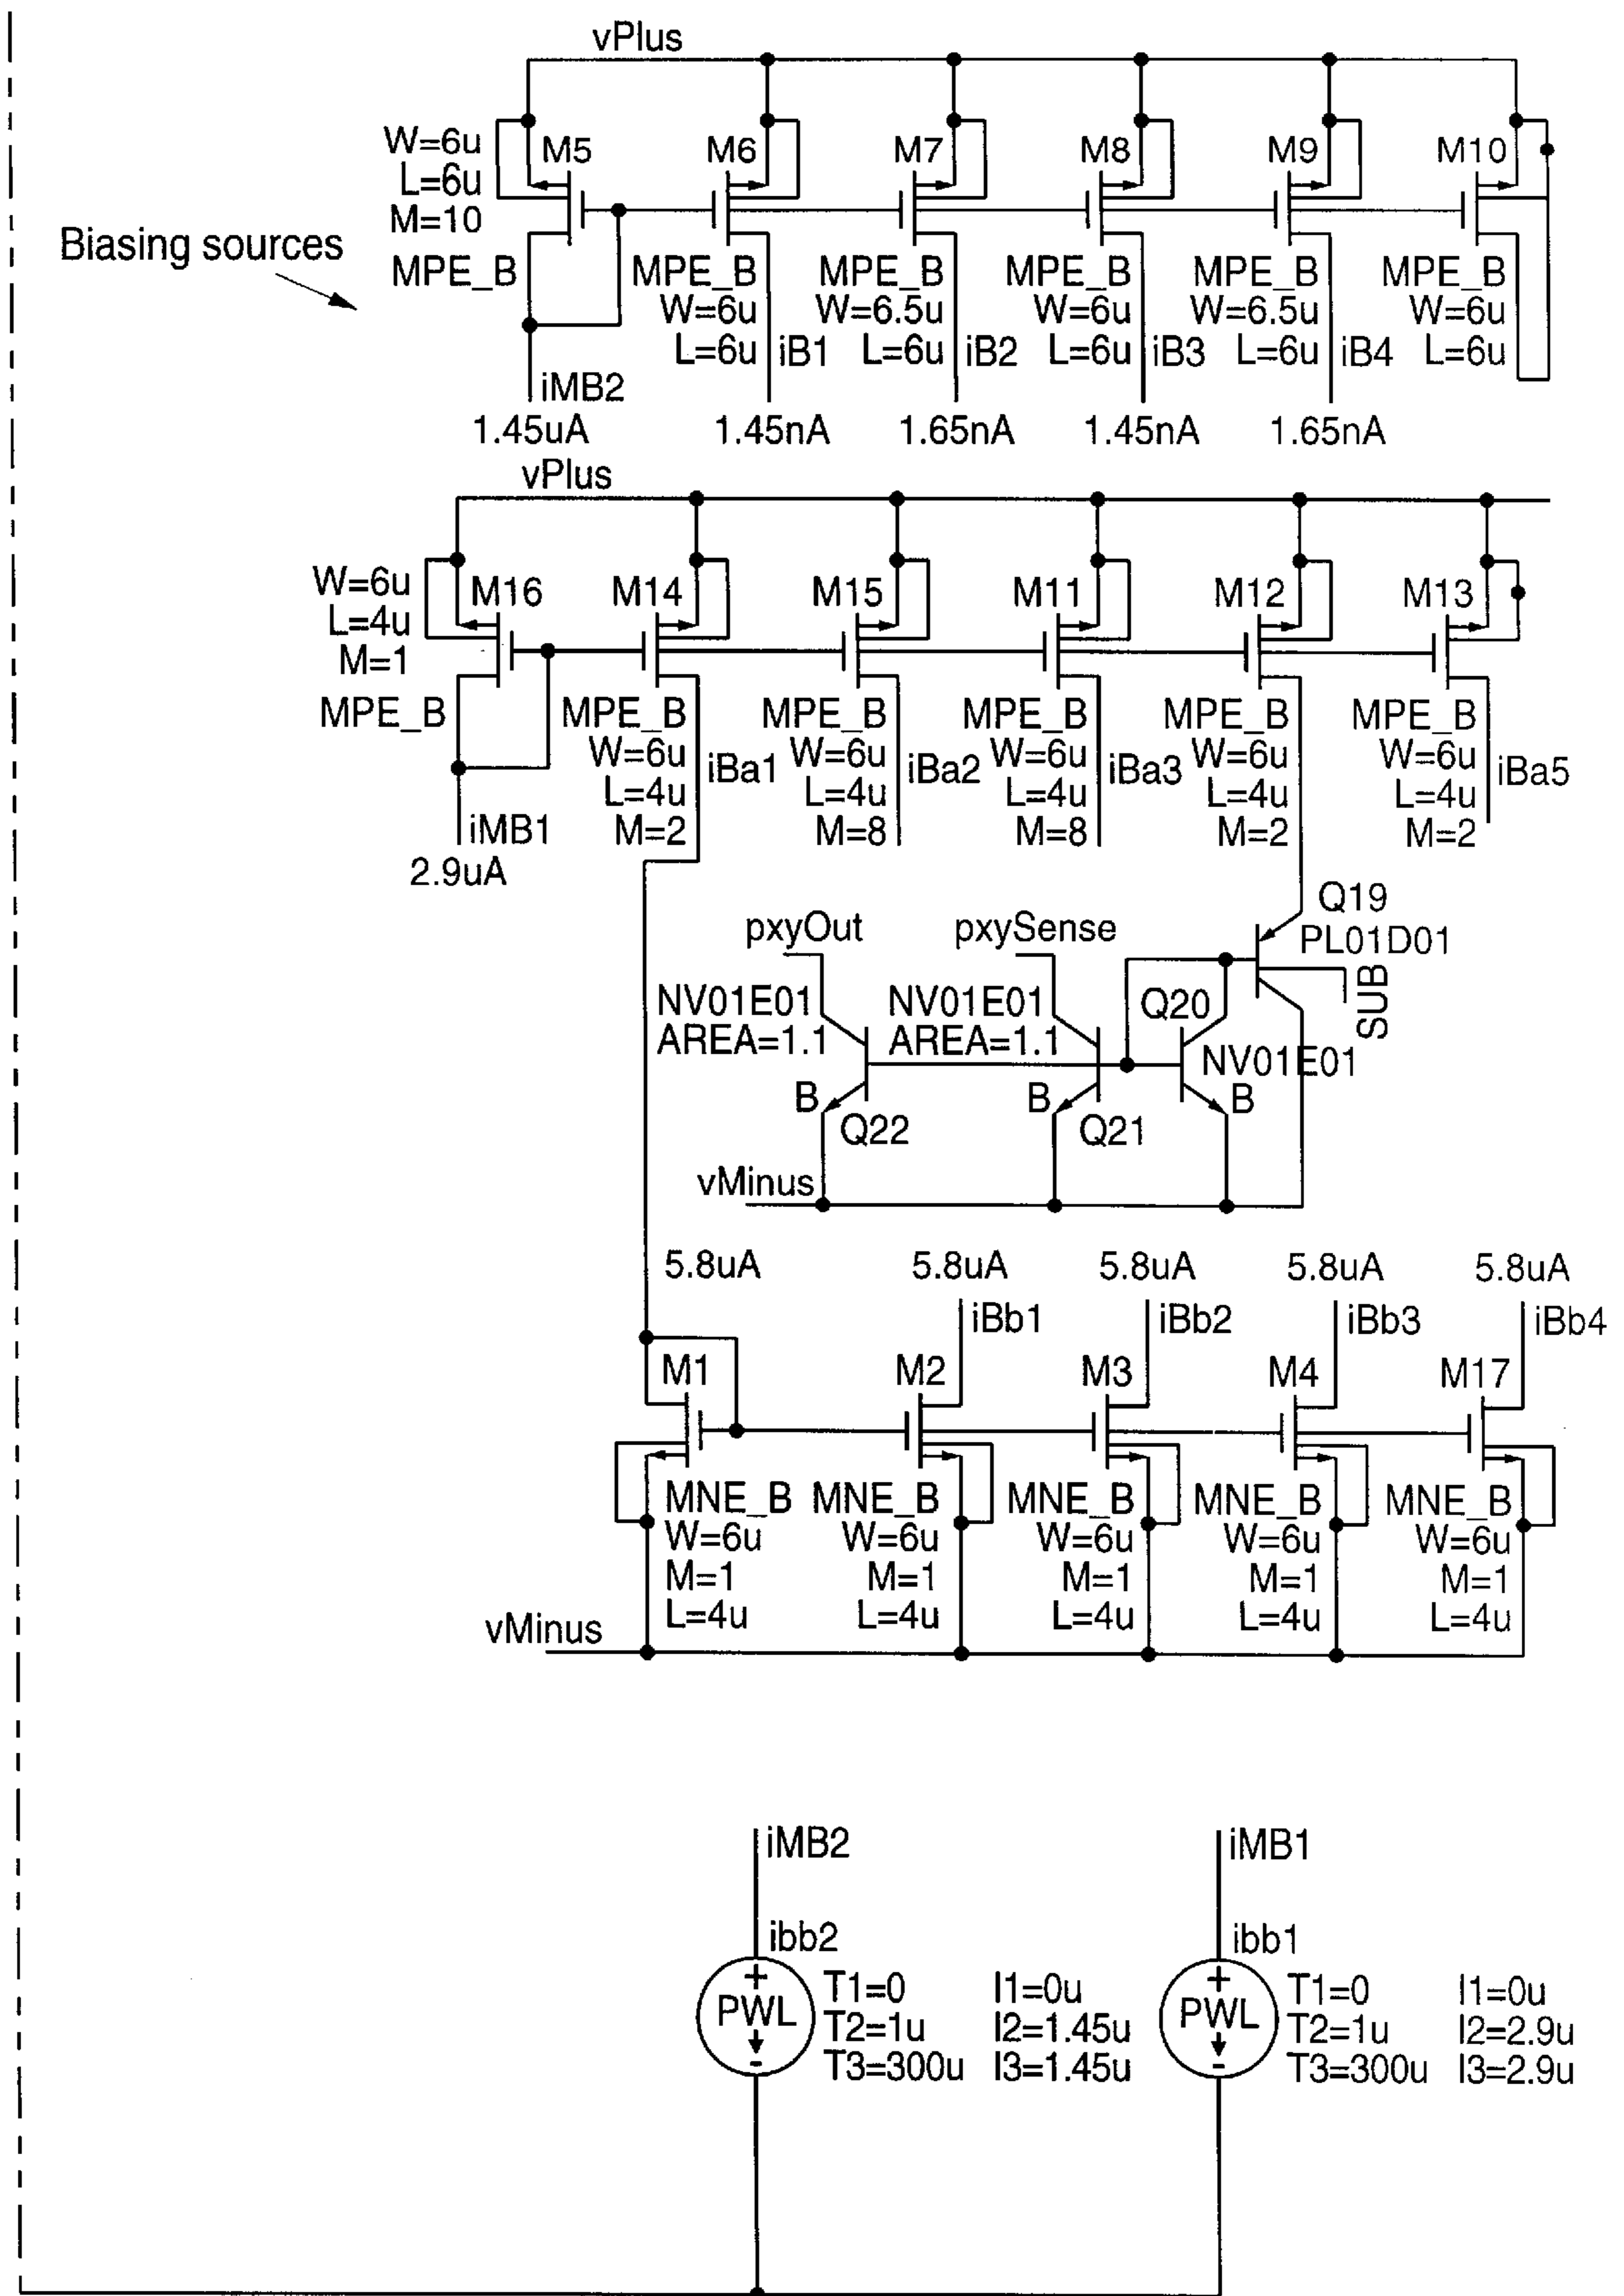 vPlus
W=6u
L=6u
M=10
M5
M6
M7
M8
M9
M10
Biasing sources
MPE_B
MPE_B
W=6u
L=6u
MPE_B
W=6.5u
L=6u
MPE_B
W=6u
L=6u
MPE_B
W=6.5u
L=6u
MPE_B
W=6u
L=6u
iB1
iB2
iB3
iB4
iMB2
1.45uA
1.45nA
1.65nA
1.45nA
1.65nA
vPlus
W=6u
L=4u
M=1
M16
M14
M15
M11
M12
M13
MPE_B
MPE_B
W=6u
L=4u
M=2
MPE_B
W=6u
L=4u
M=8
MPE_B
W=6u
L=4u
M=8
MPE_B
W=6u
L=4u
M=2
MPE_B
W=6u
L=4u
M=2
iBa1
iBa2
iBa3
iBa5
iMB1
2.9uA
Q19
PL01D01
SUB
pxyOut
pxySense
NV01E01
AREA=1.1
NV01E01
AREA=1.1
Q20
NV01E01
B
B
B
Q22
Q21
vMinus
5.8uA
5.8uA
5.8uA
5.8uA
5.8uA
iBb1
iBb2
iBb3
iBb4
M1
M2
M3
M4
M17
MNE_B
W=6u
M=1
L=4u
MNE_B
W=6u
M=1
L=4u
MNE_B
W=6u
M=1
L=4u
MNE_B
W=6u
M=1
L=4u
MNE_B
W=6u
M=1
L=4u
vMinus
iMB2
iMB1
ibb2
ibb1
+
PWL
-
T1=0 I1=0u
T2=1u I2=1.45u
T3=300u I3=1.45u
+
PWL
-
T1=0 I1=0u
T2=1u I2=2.9u
T3=300u I3=2.9u